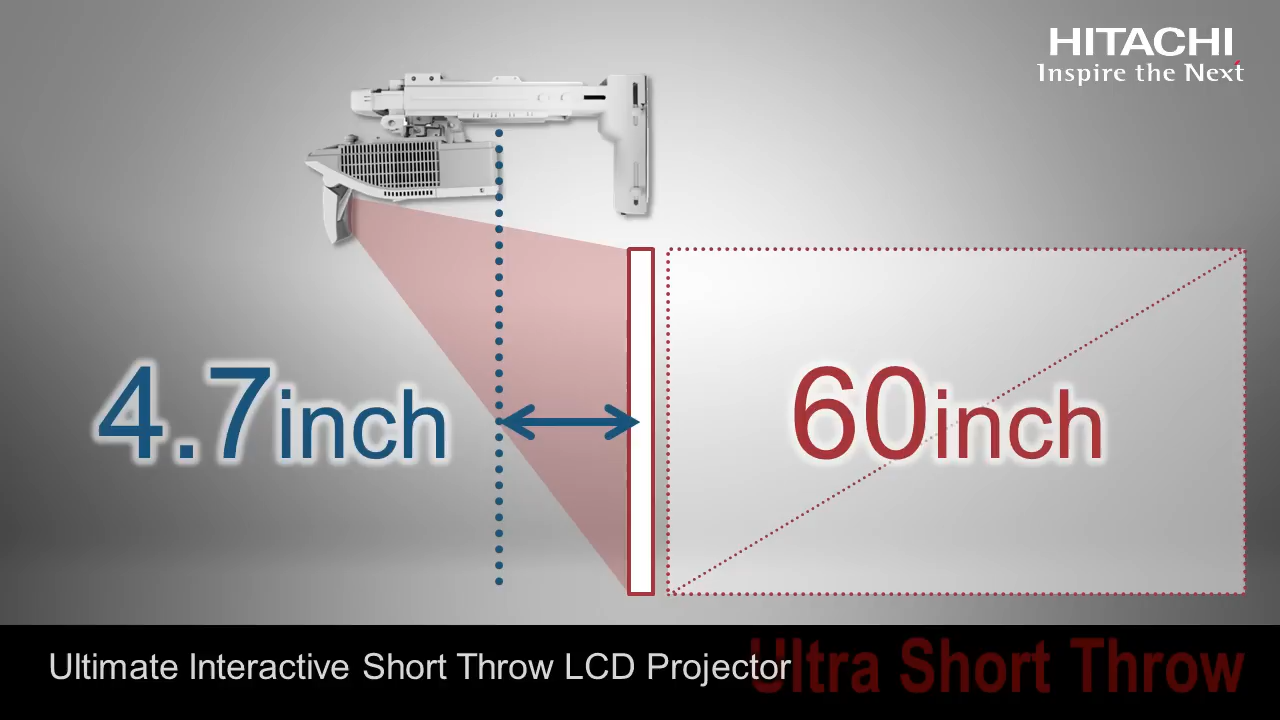 HITACHI
Inspire the Next
4.7inch
60inch
Ultimate Interactive Short Throw LCD Projector
Ultra Short Throw